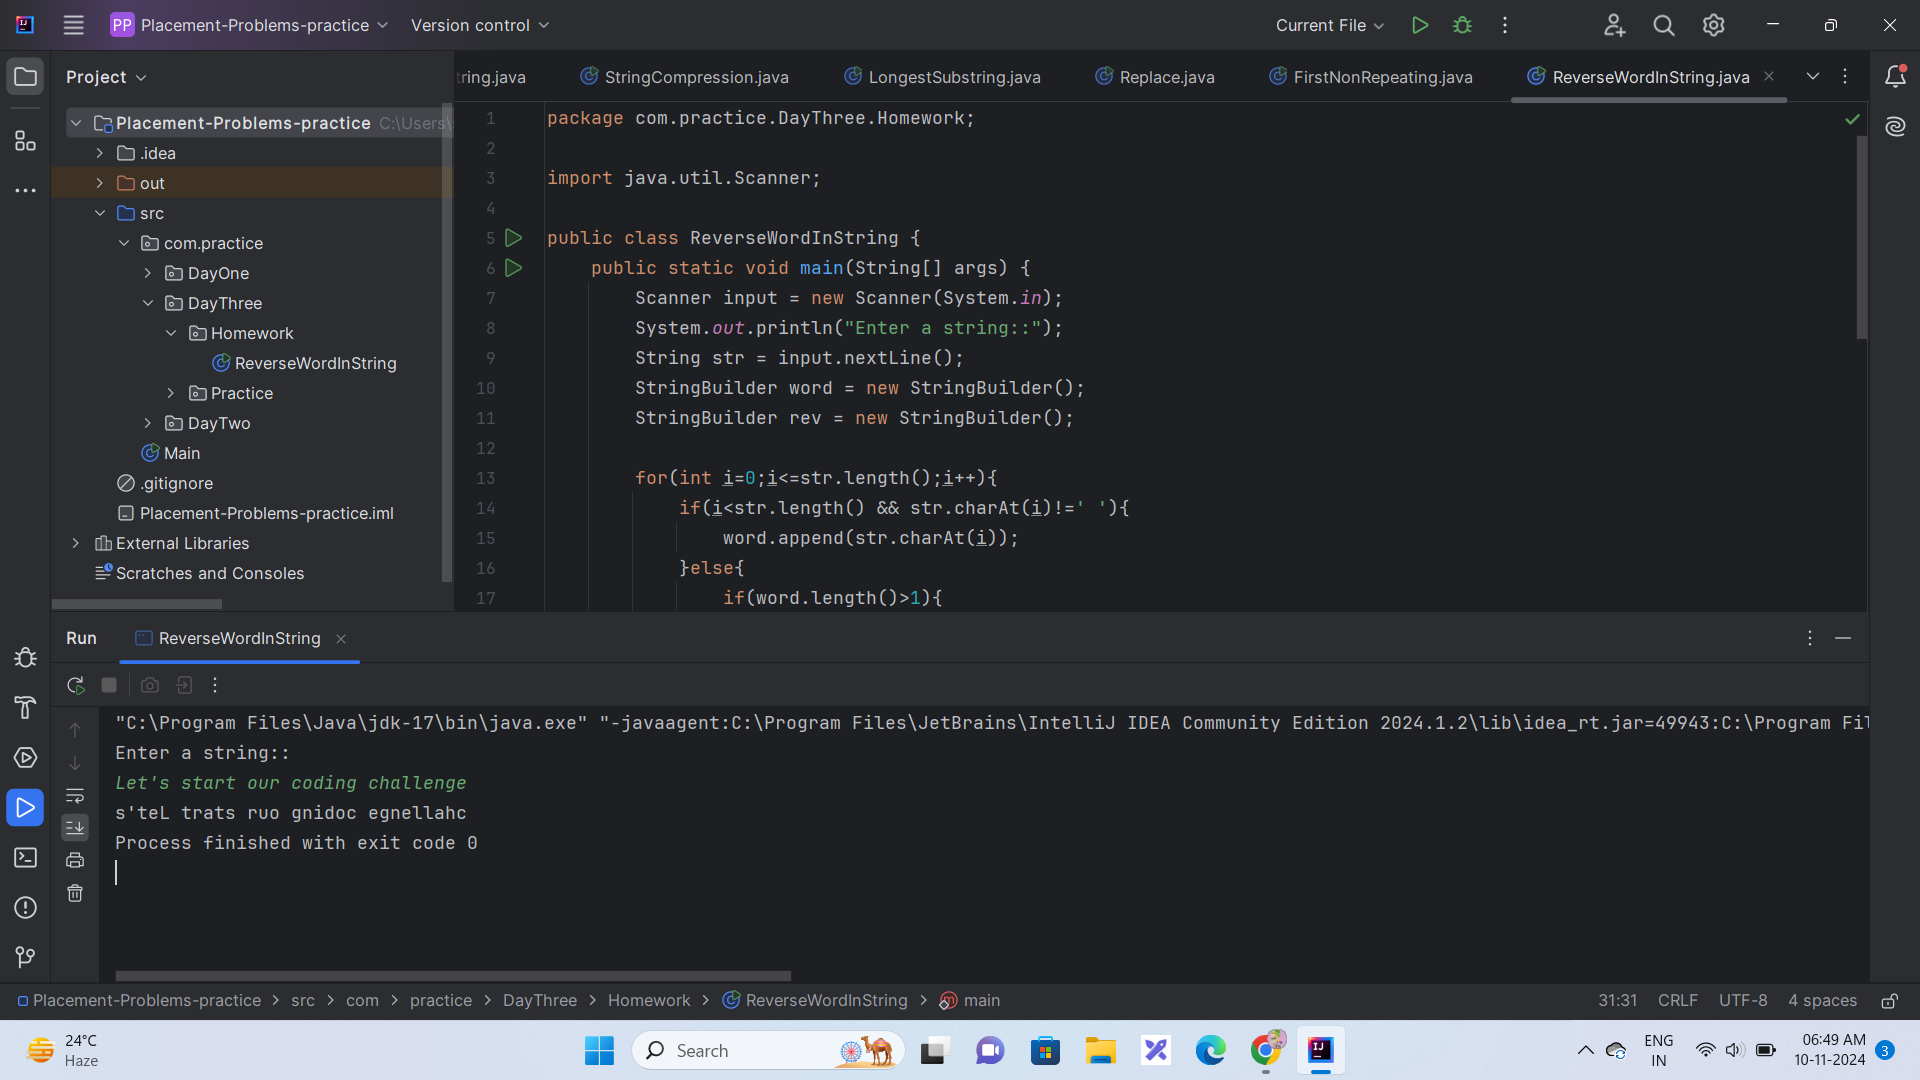 PP Placement-Problems-practice Version control Current File
Project
tring.java StringCompression.java LongestSubstring.java Replace.java FirstNonRepeating.java ReverseWordInString.java
Placement-Problems-practice C:\Users\
.idea
out
src
com.practice
DayOne
DayThree
Homework
ReverseWordInString
Practice
DayTwo
Main
.gitignore
Placement-Problems-practice.iml
External Libraries
Scratches and Consoles
1 package com.practice.DayThree.Homework;
2
3 import java.util.Scanner;
4
5 public class ReverseWordInString {
6 public static void main(String[] args) {
7 Scanner input = new Scanner(System.in);
8 System.out.println("Enter a string::");
9 String str = input.nextLine();
10 StringBuilder word = new StringBuilder();
11 StringBuilder rev = new StringBuilder();
12
13 for(int i=0;i<=str.length();i++){
14 if(i<str.length() && str.charAt(i)!=' '){
15 word.append(str.charAt(i));
16 }else{
17 if(word.length()>1){
Run ReverseWordInString
"C:\Program Files\Java\jdk-17\bin\java.exe" "-javaagent:C:\Program Files\JetBrains\IntelliJ IDEA Community Edition 2024.1.2\lib\idea_rt.jar=49943:C:\Program Fil
Enter a string::
Let's start our coding challenge
s'teL trats ruo gnidoc egnellahc
Process finished with exit code 0
Placement-Problems-practice > src > com > practice > DayThree > Homework > ReverseWordInString > main 31:31 CRLF UTF-8 4 spaces
24°C
Haze
Search
ENG
IN
06:49 AM
10-11-2024
3